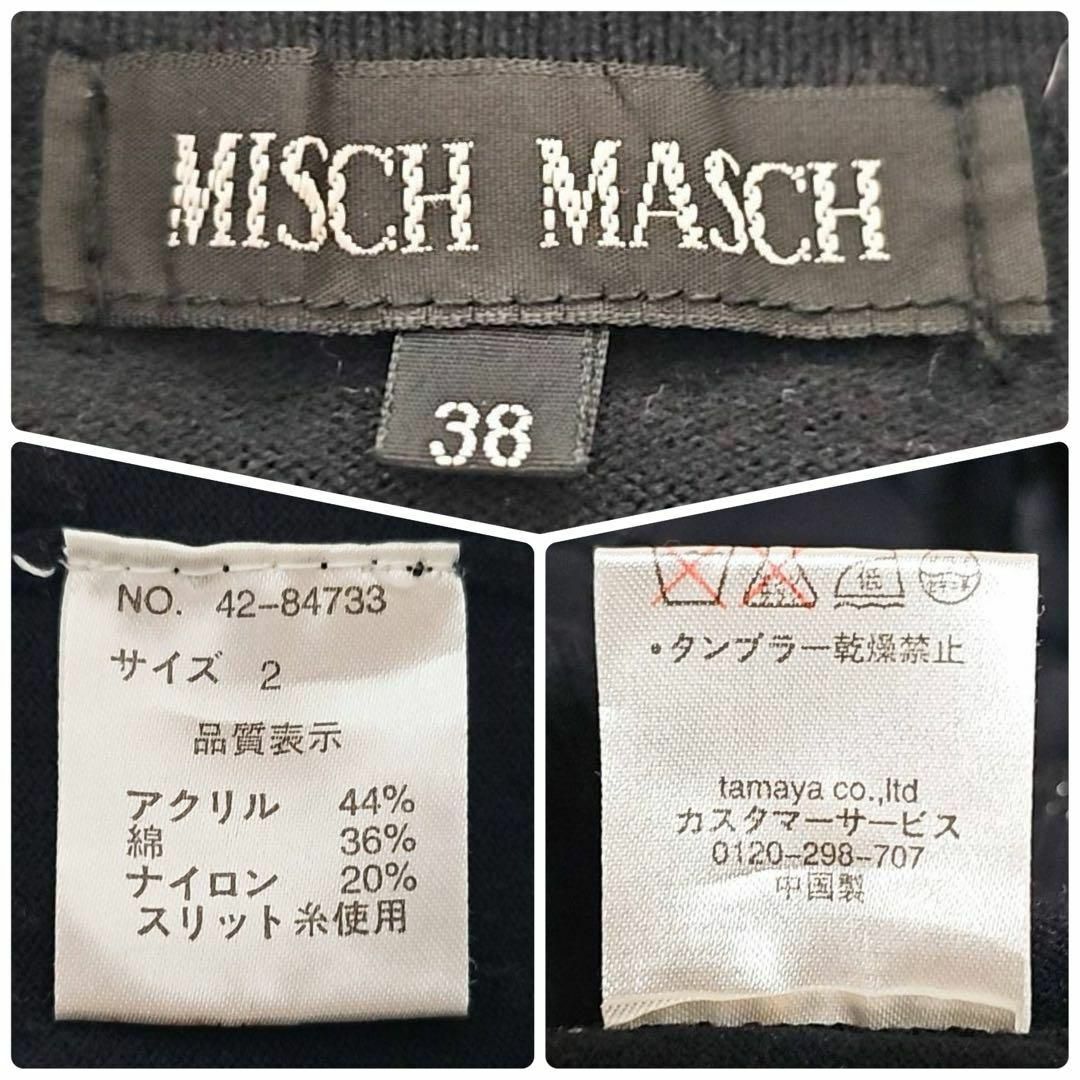 MISCH MASCH
38
NO. 42-84733
サイズ 2
品質表示
アクリル 44%
綿 36%
ナイロン 20%
スリット糸使用
低
・タンブラー乾燥禁止
tamaya co.,ltd
カスタマーサービス
0120-298-707
中国製